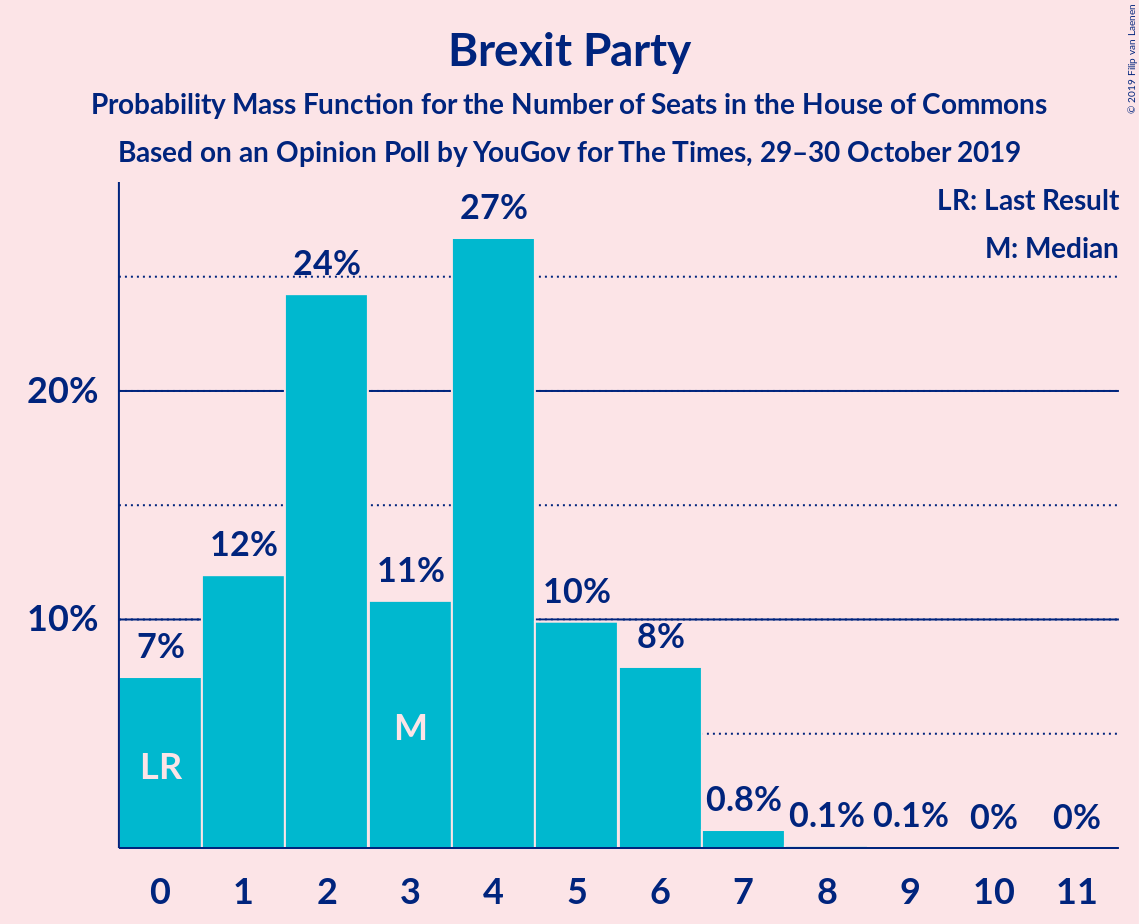 Brexit Party
Probability Mass Function for the Number of Seats in the House of Commons
Based on an Opinion Poll by YouGov for The Times, 29–30 October 2019
© 2019 Filip van Laenen
LR: Last Result
M: Median
27%
24%
20%
12%
11%
10%
10%
8%
7%
M
LR
0.8%
0.1%
0.1%
0%
0%
0 1 2 3 4 5 6 7 8 9 10 11